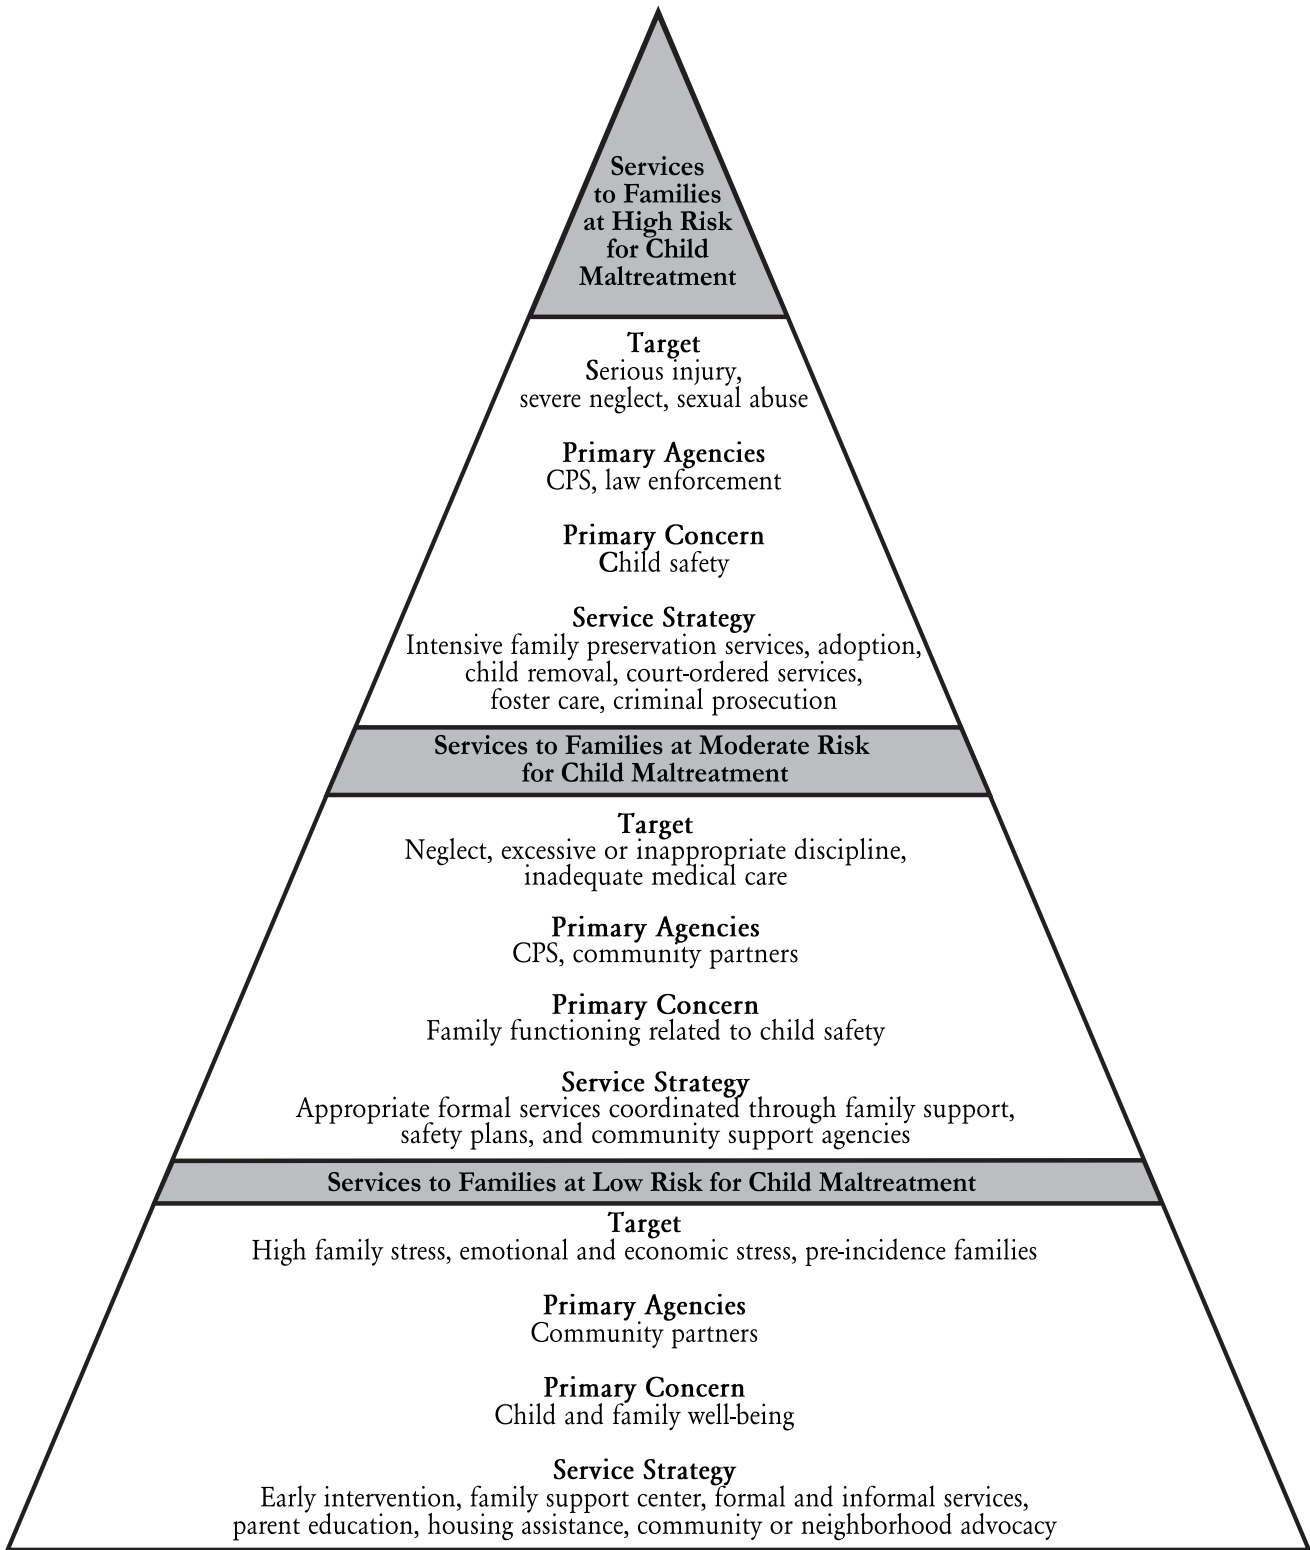 Services
to Families
at High Risk
for Child
Maltreatment
Target
Serious injury,
severe neglect, sexual abuse
Primary Agencies
CPS, law enforcement
Primary Concern
Child safety
Service Strategy
Intensive family preservation services, adoption,
child removal, court-ordered services,
foster care, criminal prosecution
Services to Families at Moderate Risk
for Child Maltreatment
Target
Neglect, excessive or inappropriate discipline,
inadequate medical care
Primary Agencies
CPS, community partners
Primary Concern
Family functioning related to child safety
Service Strategy
Appropriate formal services coordinated through family support,
safety plans, and community support agencies
Services to Families at Low Risk for Child Maltreatment
Target
High family stress, emotional and economic stress, pre-incidence families
Primary Agencies
Community partners
Primary Concern
Child and family well-being
Service Strategy
Early intervention, family support center, formal and informal services,
parent education, housing assistance, community or neighborhood advocacy